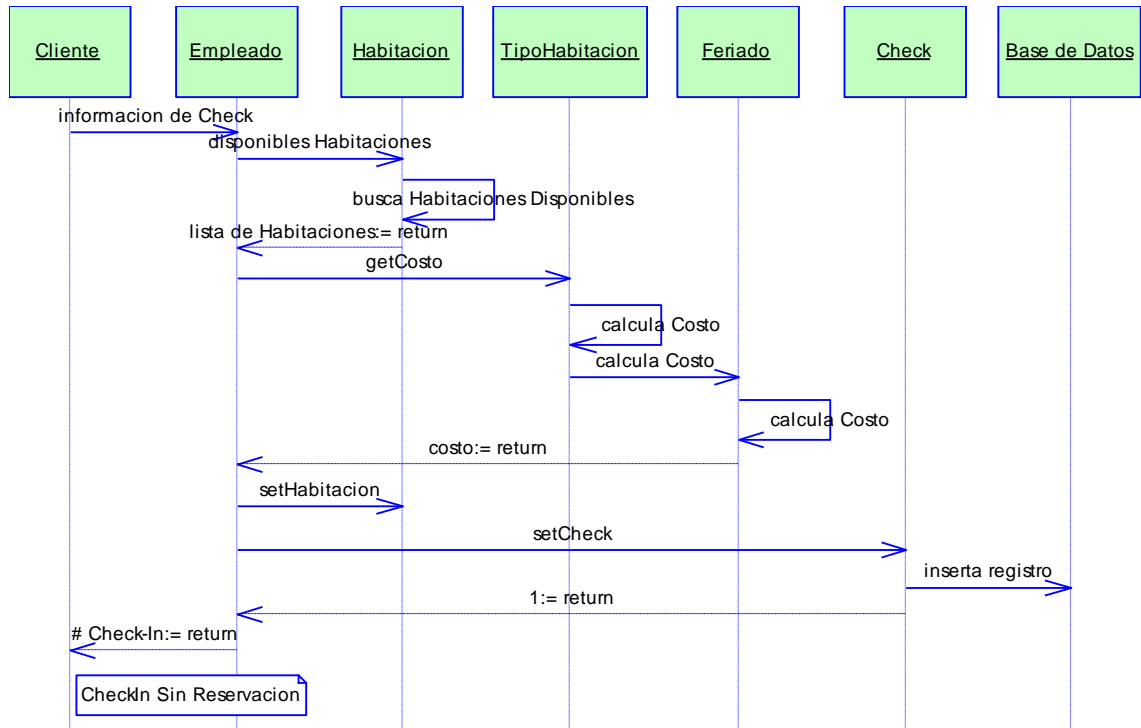 Cliente
Empleado
Habitacion
TipoHabitacion
Feriado
Check
Base de Datos
informacion de Check
disponibles Habitaciones
busca Habitaciones Disponibles
lista de Habitaciones:= return
getCosto
calcula Costo
calcula Costo
calcula Costo
costo:= return
setHabitacion
setCheck
inserta registro
1:= return
# Check-In:= return
CheckIn Sin Reservacion